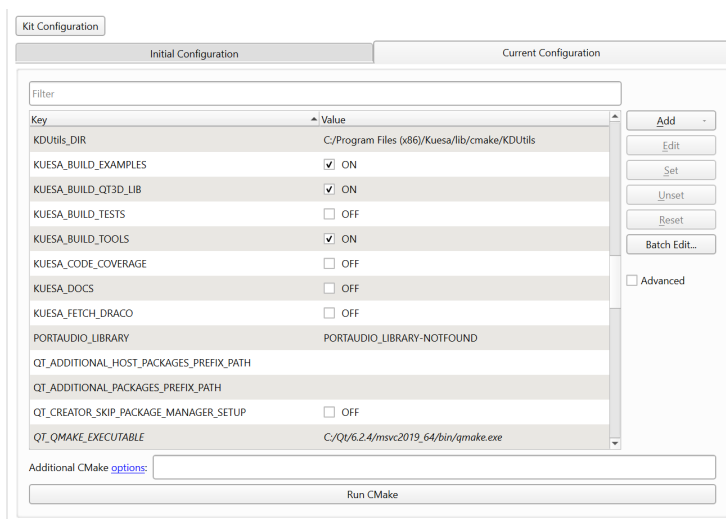 Kit Configuration
Initial Configuration
Current Configuration
Filter
Key Value
KDUtils_DIR C:/Program Files (x86)/Kuesa/lib/cmake/KDUtils
KUESA_BUILD_EXAMPLES ON
KUESA_BUILD_QT3D_LIB ON
KUESA_BUILD_TESTS OFF
KUESA_BUILD_TOOLS ON
KUESA_CODE_COVERAGE OFF
KUESA_DOCS OFF
KUESA_FETCH_DRACO OFF
PORTAUDIO_LIBRARY PORTAUDIO_LIBRARY-NOTFOUND
QT_ADDITIONAL_HOST_PACKAGES_PREFIX_PATH
QT_ADDITIONAL_PACKAGES_PREFIX_PATH
QT_CREATOR_SKIP_PACKAGE_MANAGER_SETUP OFF
QT_QMAKE_EXECUTABLE C:/Qt/6.2.4/msvc2019_64/bin/qmake.exe
Add
Edit
Set
Unset
Reset
Batch Edit...
Advanced
Additional CMake options:
Run CMake